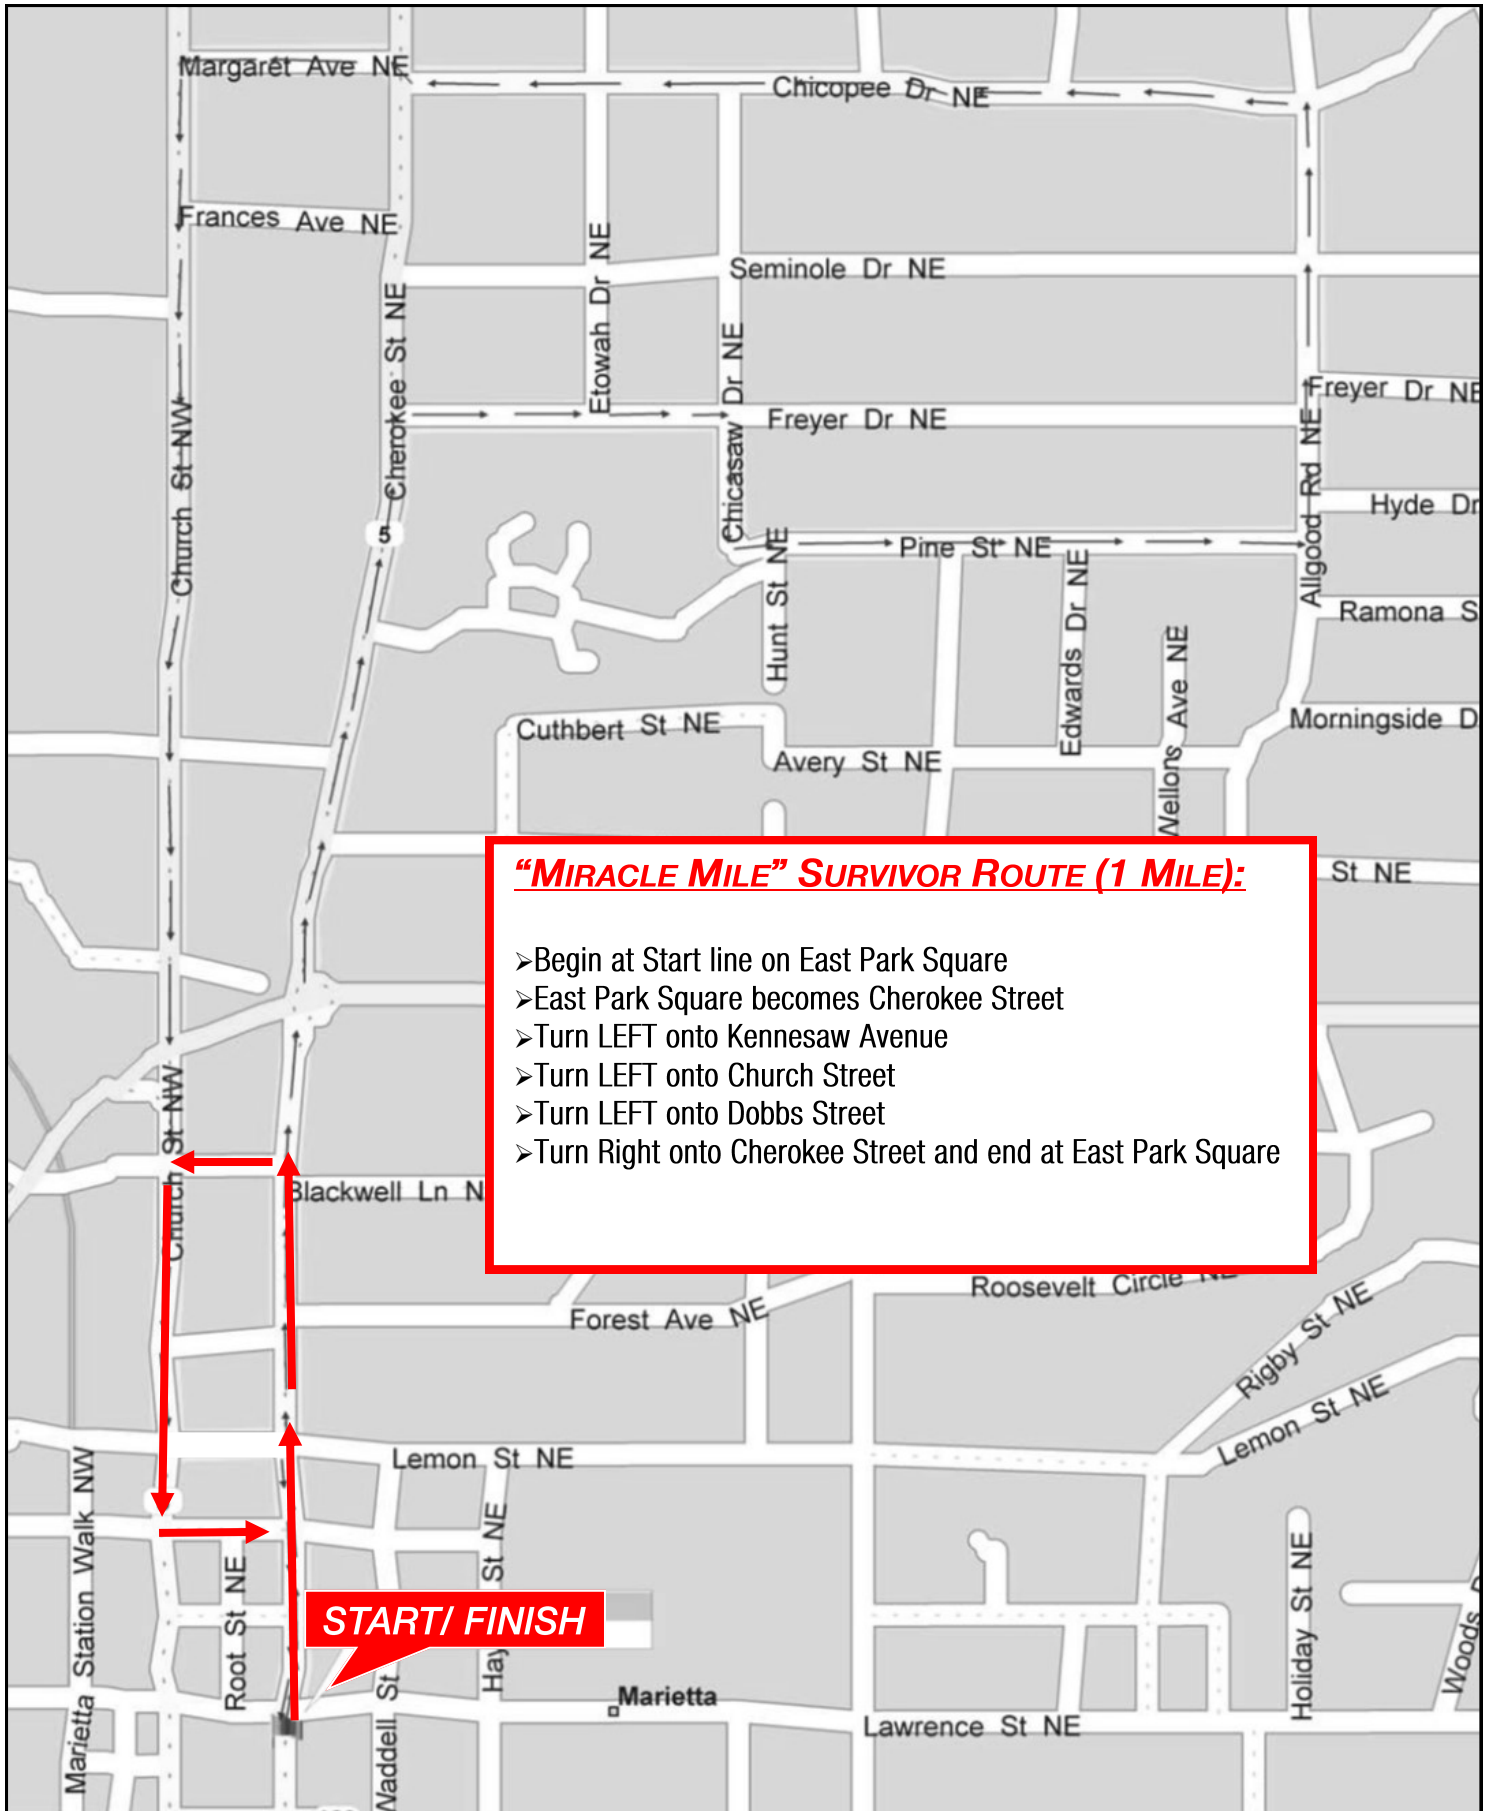 Margaret Ave NE
Chicopee Dr NE
Frances Ave NE
Seminole Dr NE
Etowah Dr NE
Cherokee St NE
Chicasaw Dr NE
Freyer Dr NE
Freyer Dr NE
Church St NW
Allgood Rd NE
Hyde Dr
5
Pine St NE
Hunt St NE
Edwards Dr NE
Ramona S
Wellons Ave NE
Morningside D
Cuthbert St NE
Avery St NE
St NE
“MIRACLE MILE” SURVIVOR ROUTE (1 MILE):
➢Begin at Start line on East Park Square
➢East Park Square becomes Cherokee Street
➢Turn LEFT onto Kennesaw Avenue
➢Turn LEFT onto Church Street
➢Turn LEFT onto Dobbs Street
➢Turn Right onto Cherokee Street and end at East Park Square
Church St NW
Blackwell Ln N
Roosevelt Circle NE
Forest Ave NE
Rigby St NE
Lemon St NE
Lemon St NE
Marietta Station Walk NW
Root St NE
Hay St NE
START/ FINISH
Waddell St
Holiday St NE
Woods
Marietta
Lawrence St NE